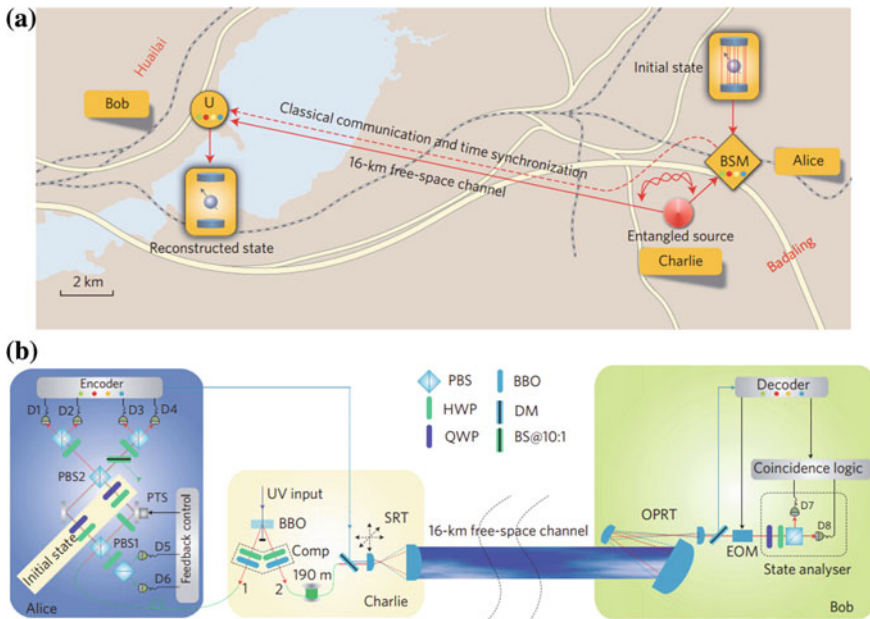 (a)
Huailai
Bob
U
Reconstructed state
2 km
Classical communication and time synchronization
16-km free-space channel
Initial state
BSM
Alice
Entangled source
Charlie
Badaling
(b)
Encoder
D1
D2
D3
D4
PBS2
PTS
Initial state
PBS1
D5
D6
Feedback control
Alice
PBS
HWP
QWP
BBO
DM
BS@10:1
UV input
BBO
Comp
1
2
190 m
SRT
Charlie
16-km free-space channel
OPRT
Decoder
Coincidence logic
D7
D8
EOM
State analyser
Bob